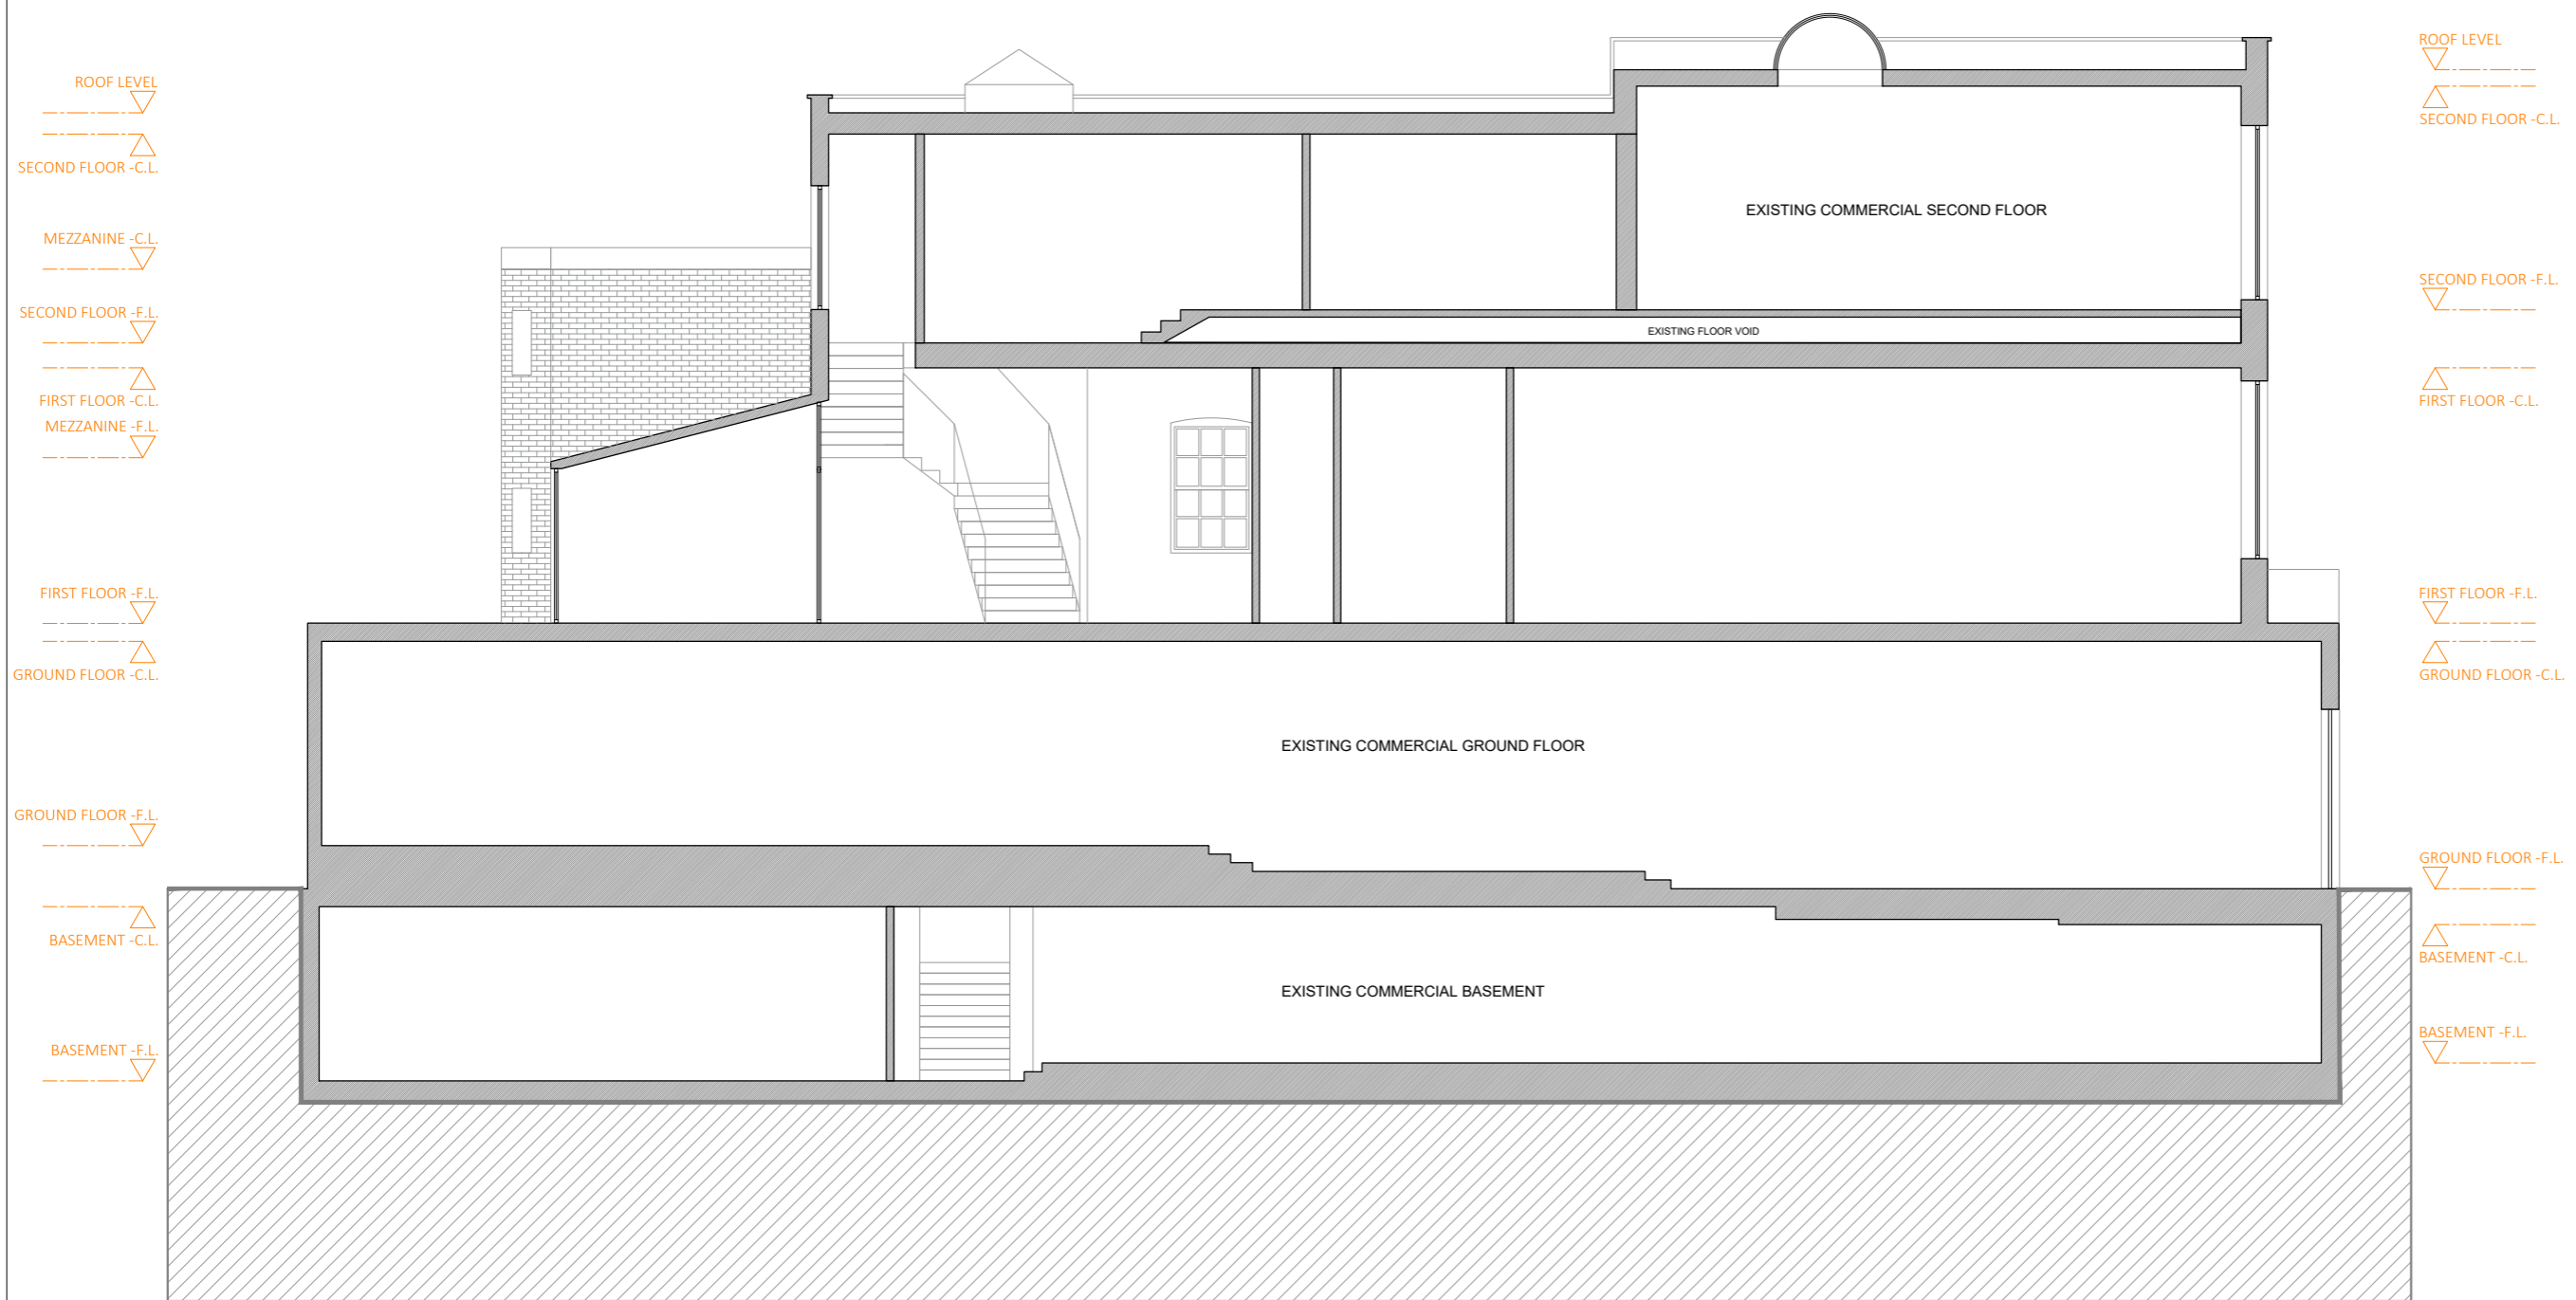 ROOF LEVEL
SECOND FLOOR -C.L.
MEZZANINE -C.L.
SECOND FLOOR -F.L.
FIRST FLOOR -C.L.
MEZZANINE -F.L.
FIRST FLOOR -F.L.
GROUND FLOOR -C.L.
GROUND FLOOR -F.L.
BASEMENT -C.L.
BASEMENT -F.L.
EXISTING COMMERCIAL SECOND FLOOR
EXISTING FLOOR VOID
EXISTING COMMERCIAL GROUND FLOOR
EXISTING COMMERCIAL BASEMENT
ROOF LEVEL
SECOND FLOOR -C.L.
SECOND FLOOR -F.L.
FIRST FLOOR -C.L.
FIRST FLOOR -F.L.
GROUND FLOOR -C.L.
GROUND FLOOR -F.L.
BASEMENT -C.L.
BASEMENT -F.L.